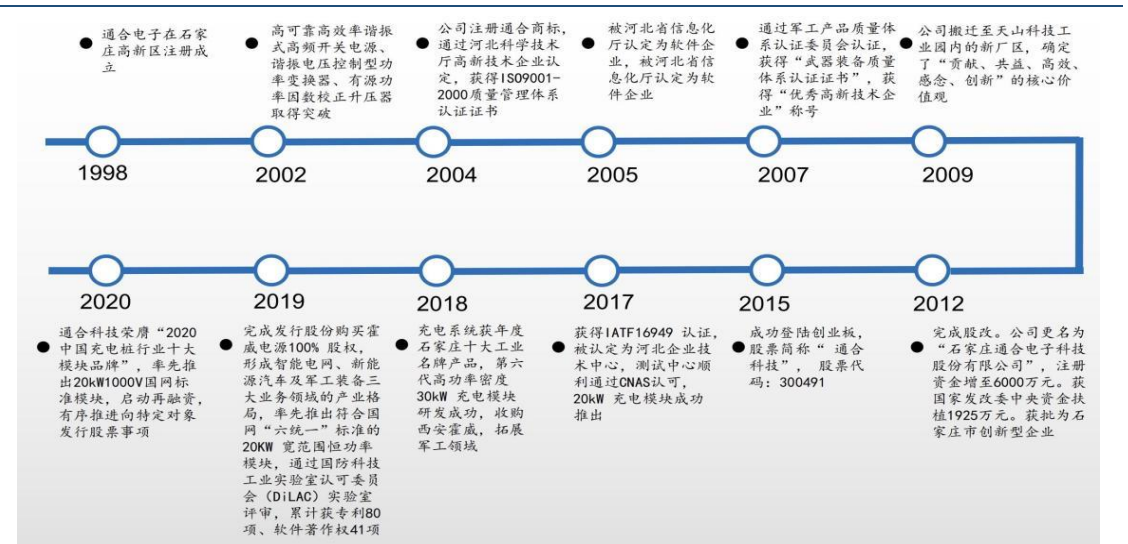 通合电子在石家
庄高新区注册成
立
高可靠高效率谐振
式高频开关电源、
谐振电压控制型功
率变换器、有源功
率因数校正升压器
取得突破
公司注册通合商标,
通过河北科学技术
厅高新技术企业认
定, 获得ISO9001-
2000质量管理体系
认证证书
被河北省信息化
厅认定为软件企
业, 被河北省信
息化厅认定为软
件企业
通过军工产品质量体
系认证委员会认证,
获得“武器装备质量
体系认证证书”, 获
得“优秀高新技术企
业”称号
公司搬迁至天山科技工
业园内的新厂区, 确定
了“贡献、共益、高效、
感念、创新”的核心价
值观
1998
2002
2004
2005
2007
2009
2020
2019
2018
2017
2015
2012
通合科技荣膺“2020
中国充电桩行业十大
模块品牌”, 率先推
出20kW1000V国网标
准模块, 启动再融资,
有序推进向特定对象
发行股票事项
完成发行股份购买霍
威电源100% 股权,
形成智能电网、新能
源汽车及军工装备三
大业务领域的产业格
局, 率先推出符合国
网“六统一”标准的
20KW 宽范围恒功率
模块, 通过国防科技
工业实验室认可委员
会（DiLAC）实验室
评审, 累计获专利80
项、软件著作权41项
充电系统获年度
石家庄十大工业
名牌产品, 第六
代高功率密度
30kW 充电模块
研发成功, 收购
西安霍威, 拓展
军工领域
获得IATF16949 认证,
被认定为河北企业技
术中心, 测试中心顺
利通过CNAS认可,
20kW 充电模块成功
推出
成功登陆创业板,
股票简称“ 通合
科技”, 股票代
码: 300491
完成股改。公司更名为
“石家庄通合电子科技
股份有限公司”, 注册
资金增至6000万元。获
国家发改委中央资金扶
植1925万元。获批为石
家庄市创新型企业